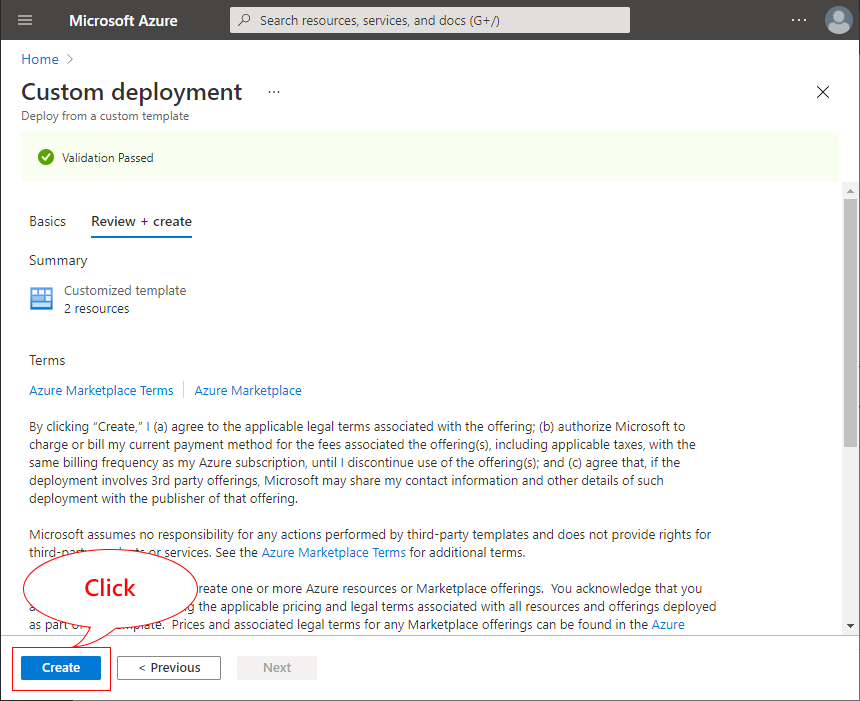 Microsoft Azure
Search resources, services, and docs (G+/)
...
Home >
Custom deployment ...
Deploy from a custom template
Validation Passed
Basics Review + create
Summary
Customized template
2 resources
Terms
Azure Marketplace Terms | Azure Marketplace
By clicking “Create,” I (a) agree to the applicable legal terms associated with the offering; (b) authorize Microsoft to
charge or bill my current payment method for the fees associated the offering(s), including applicable taxes, with the
same billing frequency as my Azure subscription, until I discontinue use of the offering(s); and (c) agree that, if the
deployment involves 3rd party offerings, Microsoft may share my contact information and other details of such
deployment with the publisher of that offering.
Microsoft assumes no responsibility for any actions performed by third-party templates and does not provide rights for
or services. See the Azure Marketplace Terms for additional terms.
Click
create one or more Azure resources or Marketplace offerings. You acknowledge that you
the applicable pricing and legal terms associated with all resources and offerings deployed
as part Prices and associated legal terms for any Marketplace offerings can be found in the Azure
Create < Previous Next